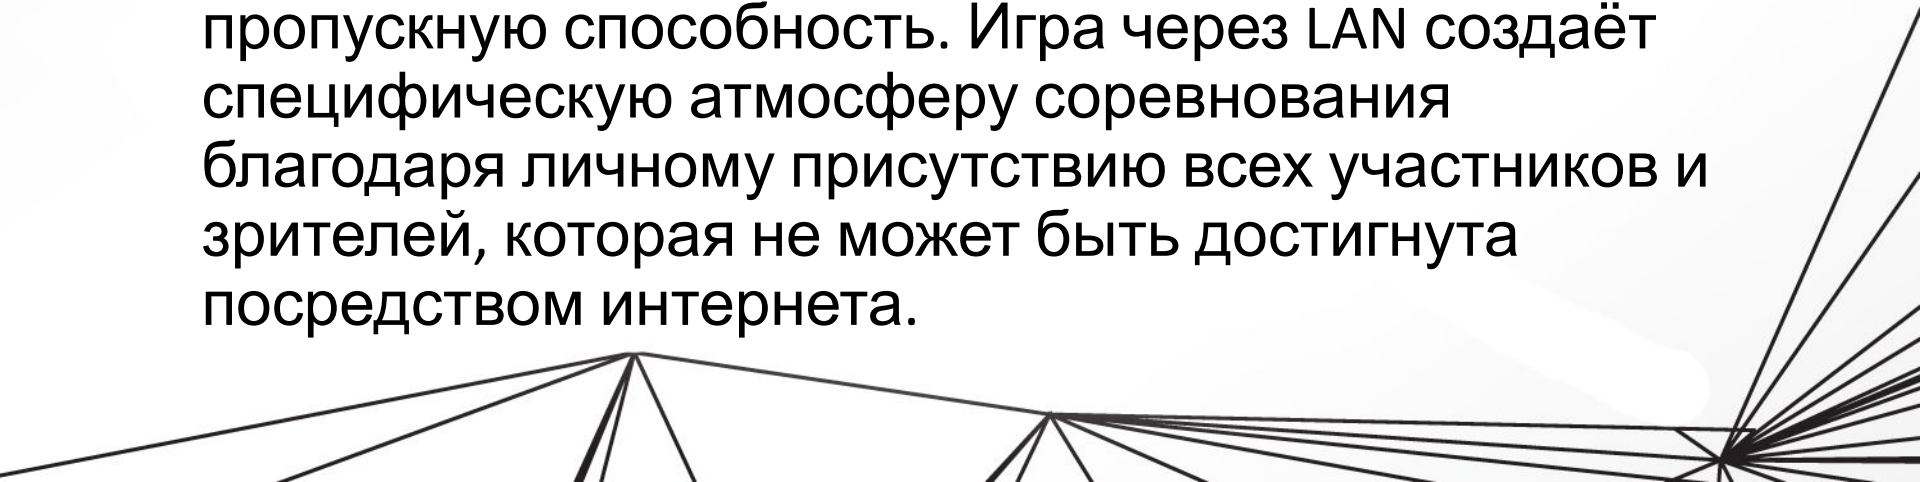 пропускную способность. Игра через LAN создаёт
специфическую атмосферу соревнования
благодаря личному присутствию всех участников и
зрителей, которая не может быть достигнута
посредством интернета.